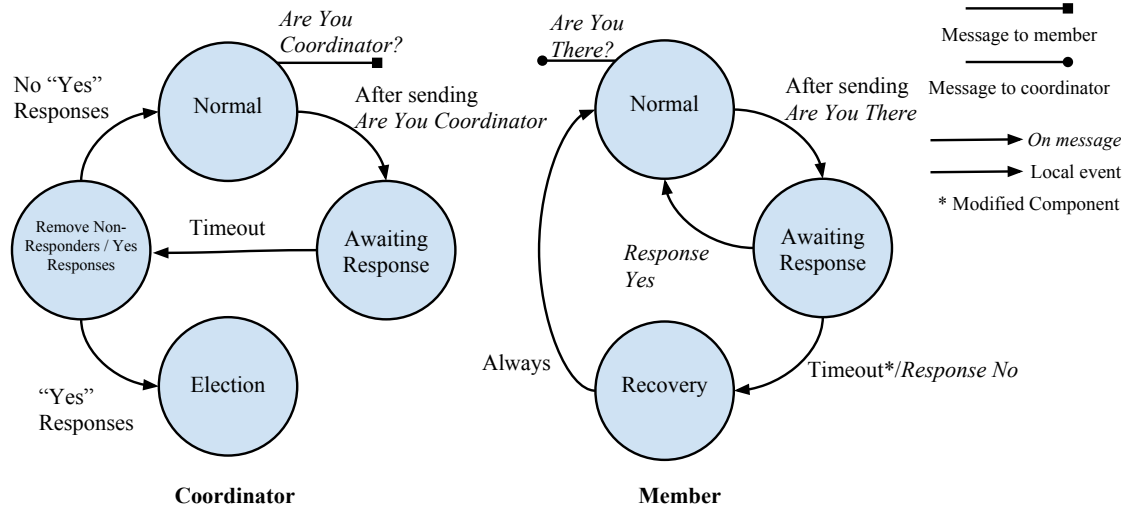 Are You
Coordinator?
No “Yes”
Responses
Normal
After sending
Are You Coordinator
Remove Non-
Responders / Yes
Responses
Timeout
Awaiting
Response
“Yes”
Responses
Election
Coordinator
Are You
There?
Normal
After sending
Are You There
Response
Yes
Awaiting
Response
Always
Recovery
Timeout*/Response No
Member
Message to member
Message to coordinator
On message
Local event
* Modified Component